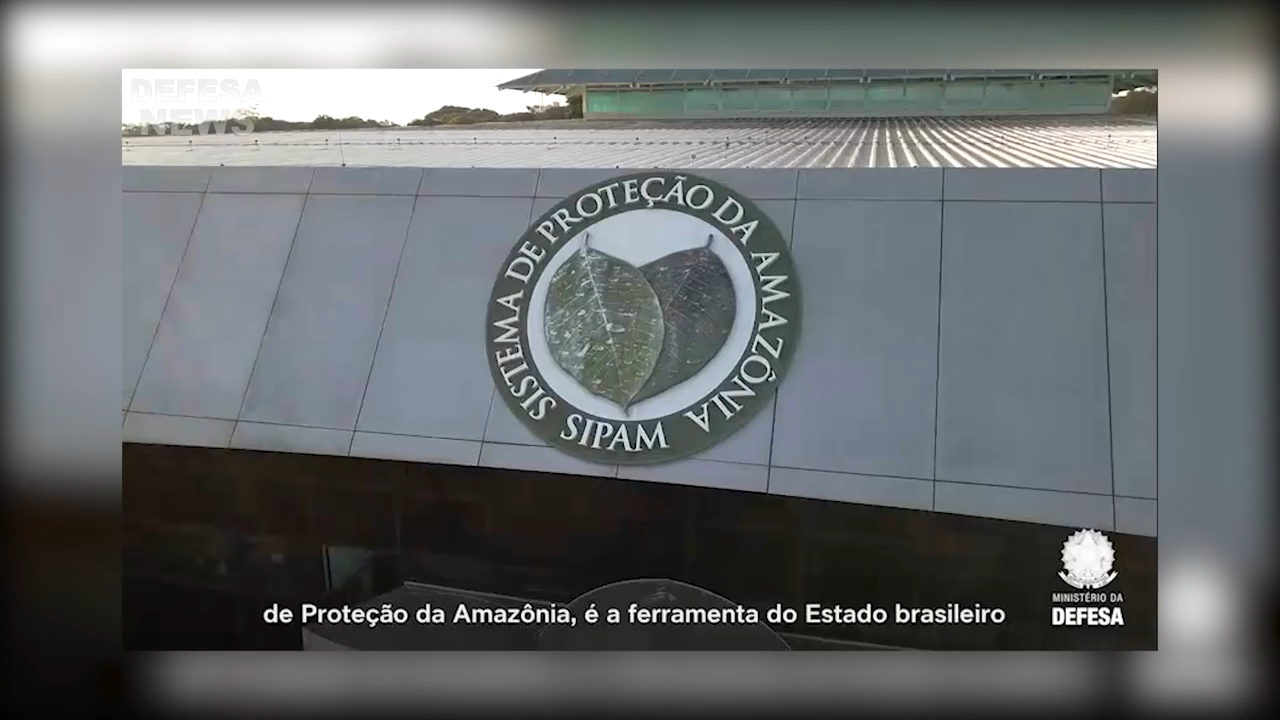 DEFESA
NEWS
SISTEMA DE PROTEÇÃO DA AMAZÔNIA
SIPAM
MINISTÉRIO DA
DEFESA
de Proteção da Amazônia, é a ferramenta do Estado brasileiro